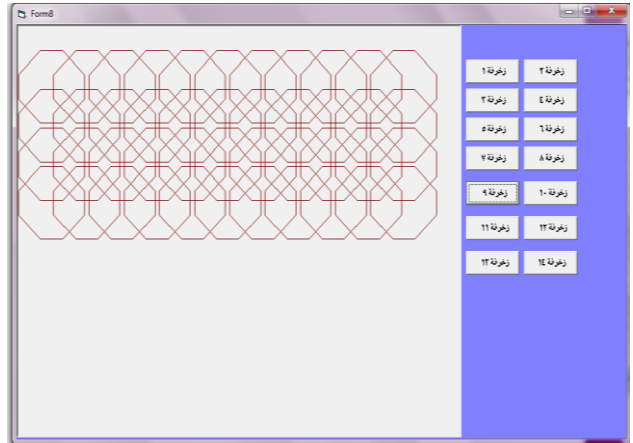 Form8
زخرفة ١
زخرفة ٢
زخرفة ٣
زخرفة ٤
زخرفة ٥
زخرفة ٦
زخرفة ٧
زخرفة ٨
زخرفة ٩
زخرفة ١٠
زخرفة ١١
زخرفة ١٢
زخرفة ١٣
زخرفة ١٤